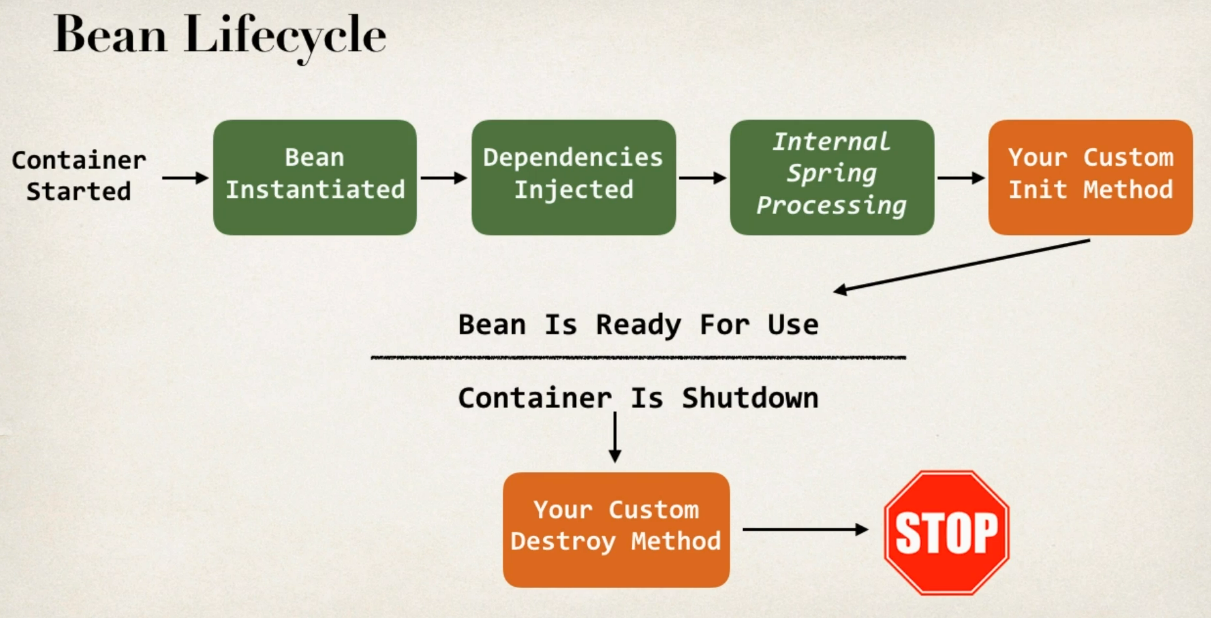 Bean Lifecycle
Container
Started
Bean
Instantiated
Dependencies
Injected
Internal
Spring
Processing
Your Custom
Init Method
Bean Is Ready For Use
Container Is Shutdown
Your Custom
Destroy Method
STOP